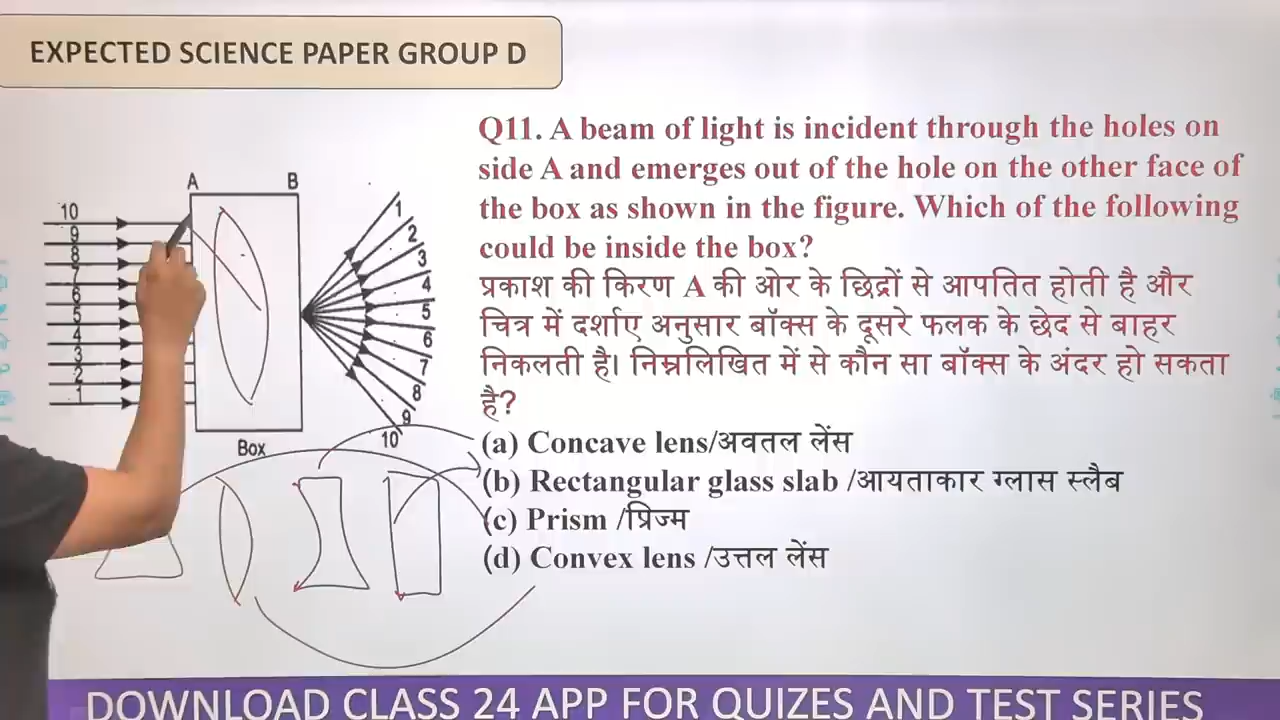 EXPECTED SCIENCE PAPER GROUP D
Q11. A beam of light is incident through the holes on
side A and emerges out of the hole on the other face of
the box as shown in the figure. Which of the following
could be inside the box?
प्रकाश की किरण A की ओर के छिद्रों से आपतित होती है और
चित्र में दर्शाए अनुसार बॉक्स के दूसरे फलक के छेद से बाहर
निकलती है। निम्नलिखित में से कौन सा बॉक्स के अंदर हो सकता
है?
(a) Concave lens/अवतल लेंस
(b) Rectangular glass slab /आयताकार ग्लास स्लैब
(c) Prism /प्रिज्म
(d) Convex lens /उत्तल लेंस
A B
10
9
8
7
6
5
4
3
2
1
1
2
3
4
5
6
7
8
9
10
Box
DOWNLOAD CLASS 24 APP FOR QUIZES AND TEST SERIES